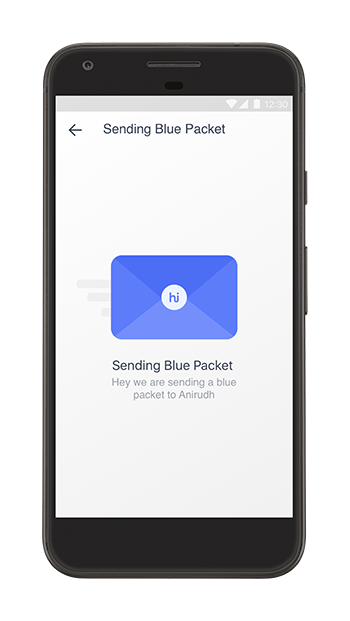 12:30
Sending Blue Packet
hi
Sending Blue Packet
Hey we are sending a blue
packet to Anirudh